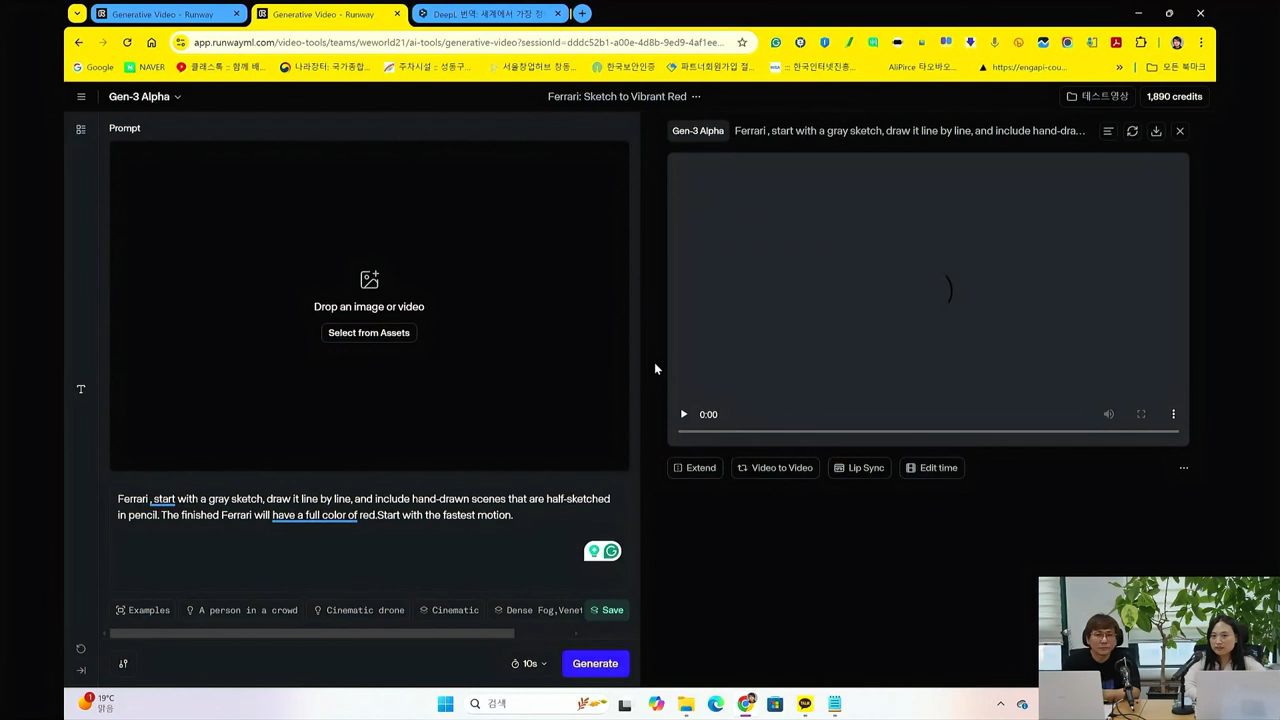 Generative Video - Runway
Generative Video - Runway
DeepL 번역: 세계에서 가장 정
app.runwayml.com/video-tools/teams/weworld21/ai-tools/generative-video?sessionId=dddc52b1-a00e-4d8b-9ed9-4af1ee...
Google
NAVER
클래스톡 :: 함께 배...
나라장터: 국가종합...
주차시설 :: 성동구...
서울창업허브 창동...
한국보안인증
파트너회원가입 절...
::: 한국인터넷진흥...
AliPirce 타오바오...
https://engapi-cou...
»
모든 북마크
Gen-3 Alpha
Ferrari: Sketch to Vibrant Red ...
테스트영상
1,890 credits
Prompt
Drop an image or video
Select from Assets
Ferrari , start with a gray sketch, draw it line by line, and include hand-drawn scenes that are half-sketched
in pencil. The finished Ferrari will have a full color of red.Start with the fastest motion.
Examples
A person in a crowd
Cinematic drone
Cinematic
Dense Fog,Venet
Save
10s
Generate
Gen-3 Alpha
Ferrari , start with a gray sketch, draw it line by line, and include hand-dra...
0:00
Extend
Video to Video
Lip Sync
Edit time
1
19°C
맑음
검색